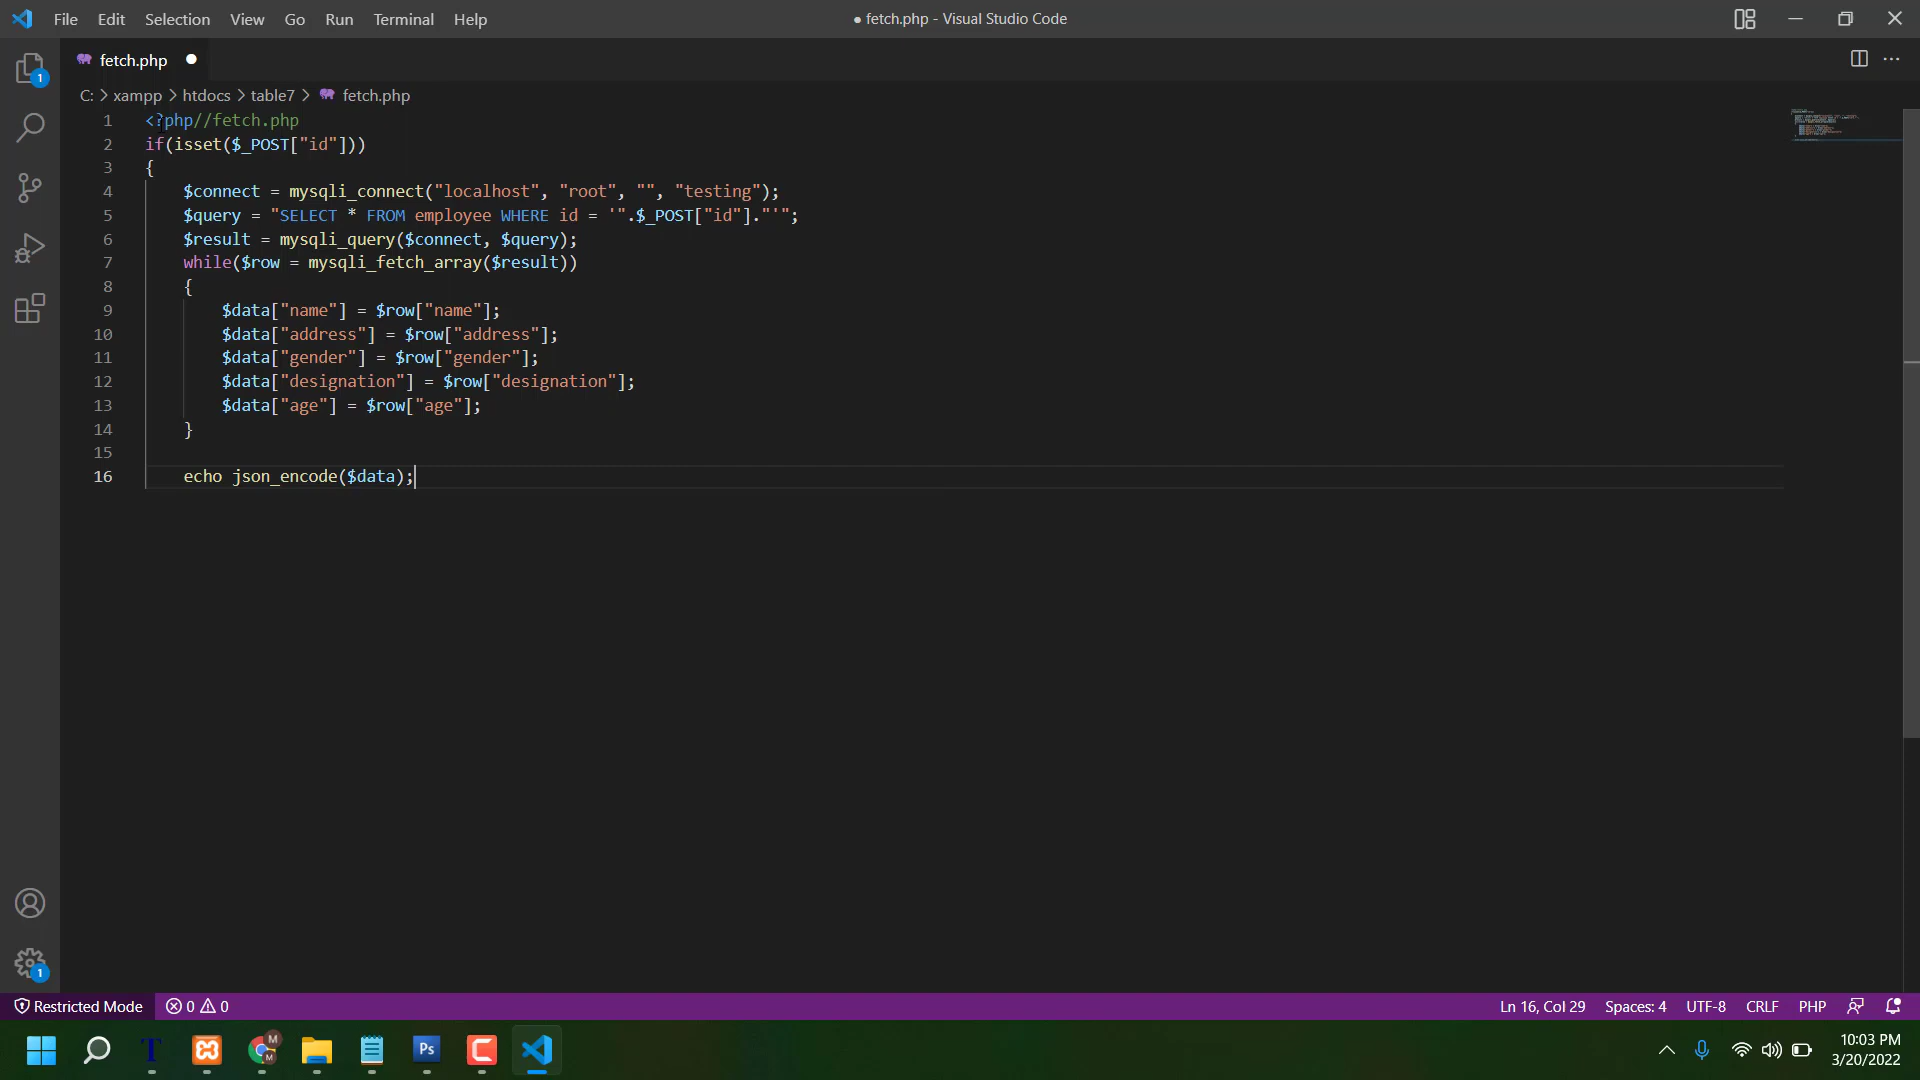 File Edit Selection View Go Run Terminal Help
● fetch.php - Visual Studio Code
fetch.php ●
C: > xampp > htdocs > table7 > fetch.php
1 <?php//fetch.php
2 if(isset($_POST["id"]))
3 {
4 $connect = mysqli_connect("localhost", "root", "", "testing");
5 $query = "SELECT * FROM employee WHERE id = '".$_POST["id"]."'";
6 $result = mysqli_query($connect, $query);
7 while($row = mysqli_fetch_array($result))
8 {
9 $data["name"] = $row["name"];
10 $data["address"] = $row["address"];
11 $data["gender"] = $row["gender"];
12 $data["designation"] = $row["designation"];
13 $data["age"] = $row["age"];
14 }
15
16 echo json_encode($data);
1
1
Restricted Mode 0 0 Ln 16, Col 29 Spaces: 4 UTF-8 CRLF PHP
T M M Ps C
10:03 PM
3/20/2022